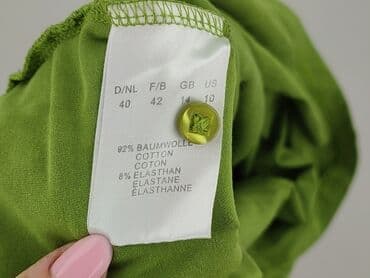 D/NL F/B GB US
40 42 14 10
92% BAUMWOLLE
COTTON
COTON
8% ELASTHAN
ELASTANE
ELASTHANNE